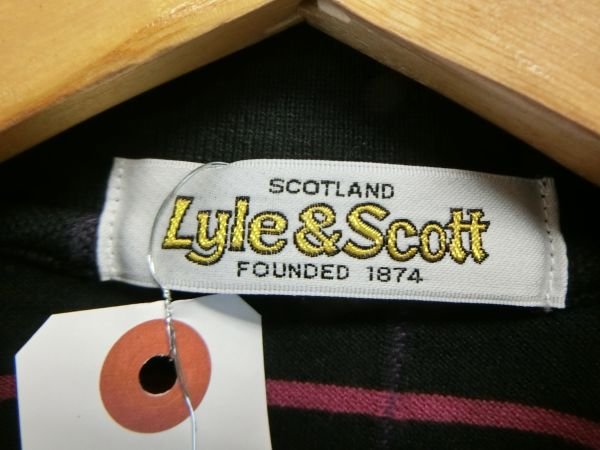 SCOTLAND
Lyle & Scott
FOUNDED 1874